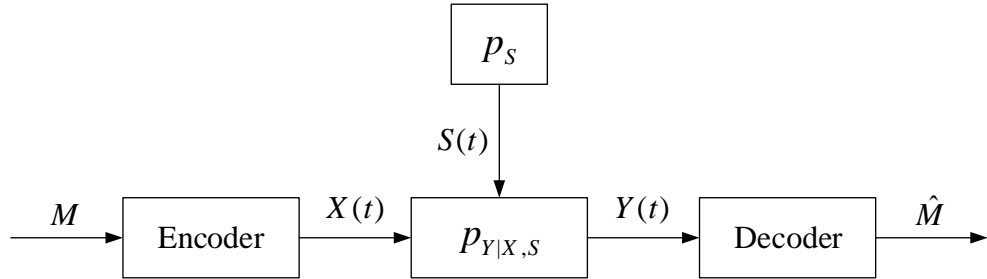 p_S
S(t)
M
Encoder
X(t)
p_{Y|X,S}
Y(t)
Decoder
M̂